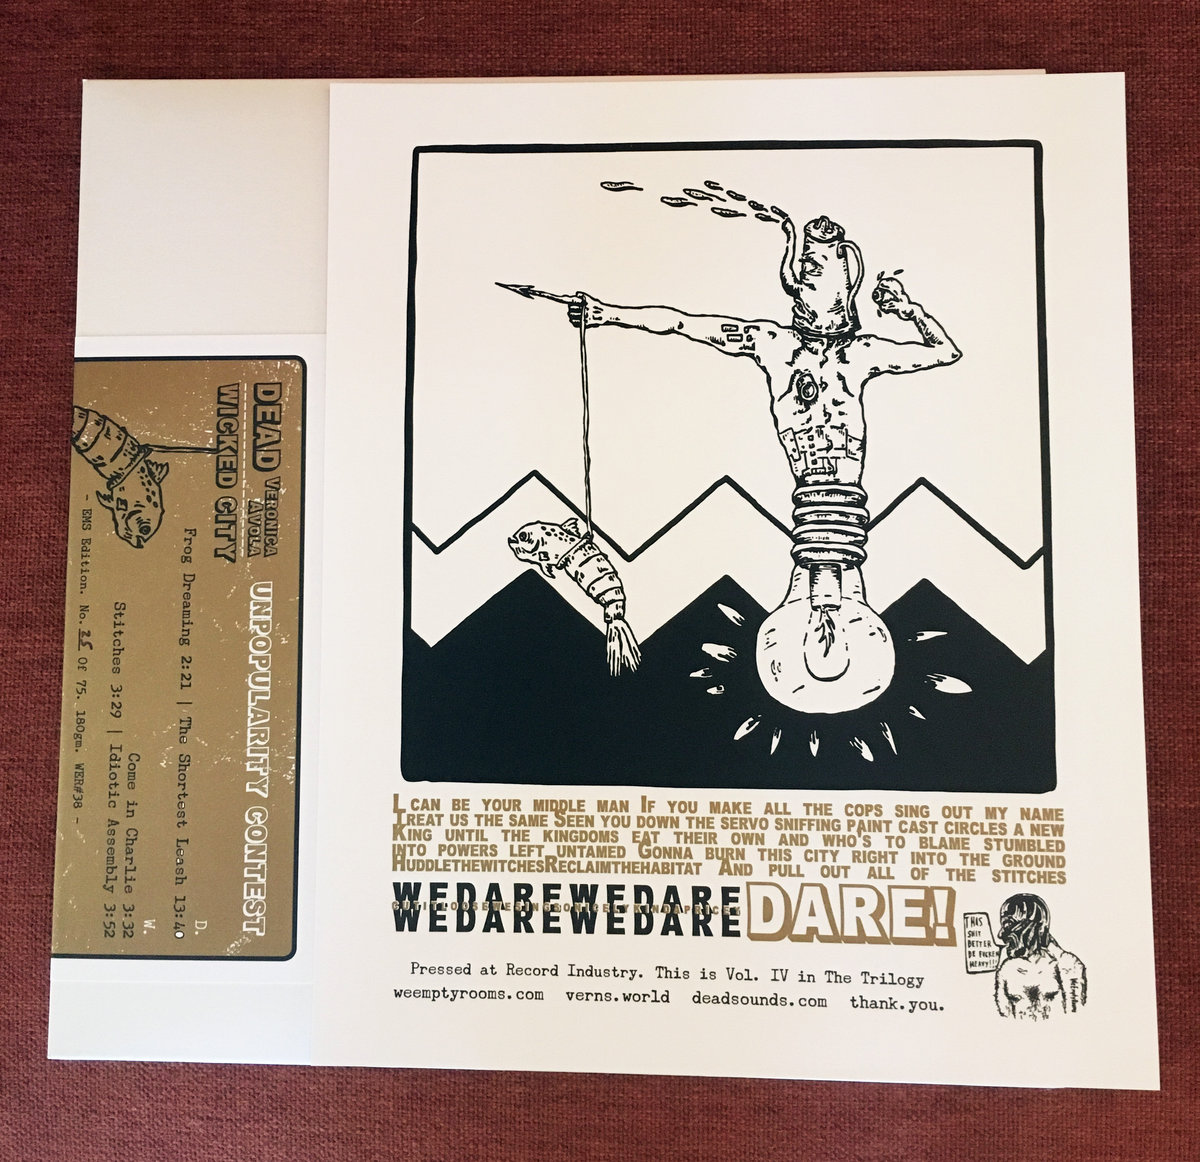 DEAD VERONICA AVOLA
WICKED CITY
UNPOPULARITY CONTEST
D.
Frog Dreaming 2:21 | The Shortest Leash 13:40
W.
Come in Charlie 3:32
Stitches 3:29 | Idiotic Assembly 3:52
- EMS Edition. No. 25 Of 75. 180gm. WER#38 -
I CAN BE YOUR MIDDLE MAN IF YOU MAKE ALL THE COPS SING OUT MY NAME
TREAT US THE SAME SEEN YOU DOWN THE SERVO SNIFFING PAINT CAST CIRCLES A NEW
KING UNTIL THE KINGDOMS EAT THEIR OWN AND WHO'S TO BLAME STUMBLED
INTO POWERS LEFT UNTAMED GONNA BURN THIS CITY RIGHT INTO THE GROUND
HUDDLETHEWITCHESRECLAIMTHEHABITAT AND PULL OUT ALL OF THE STITCHES
WEDAREWEDARE
WEDAREWEDARE
DARE!
THIS
SHIT
BETTER
BE FUCKEN
HEAVY!!!
Pressed at Record Industry. This is Vol. IV in The Trilogy
weemptyrooms.com verns.world deadsounds.com thank.you.